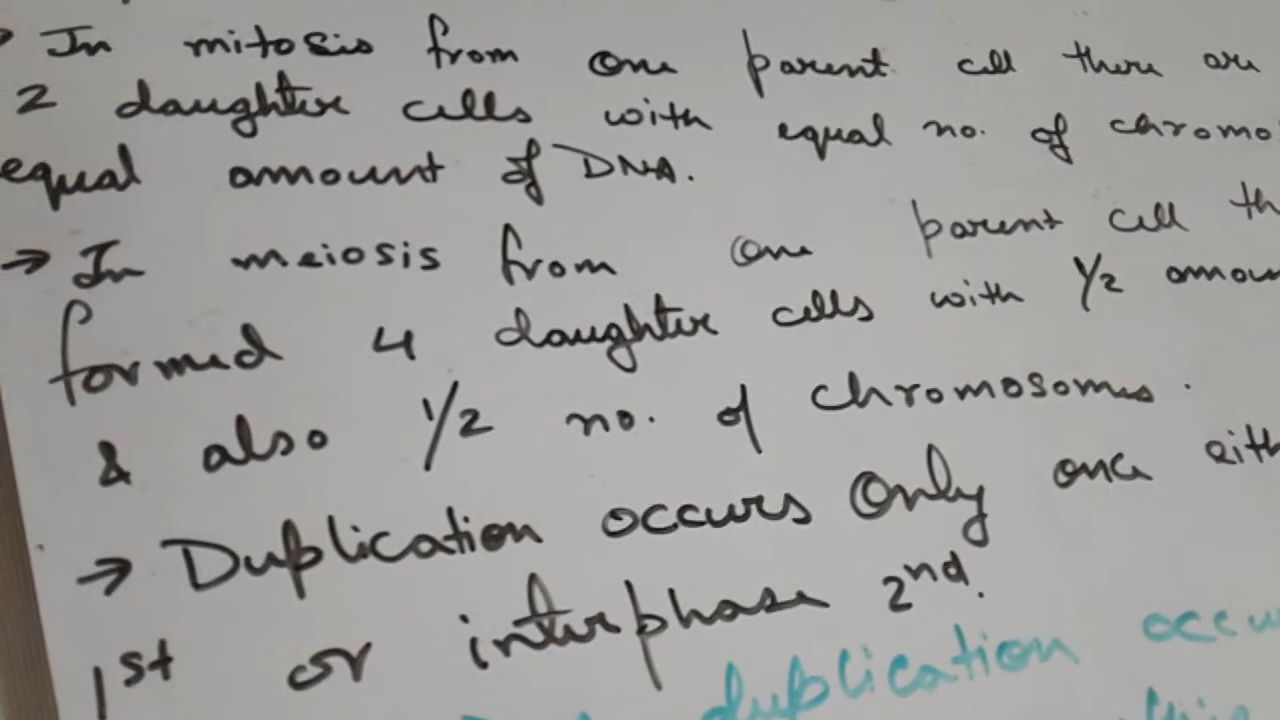 In mitosis from one parent cell there are
2 daughter cells with equal no. of chromo
equal amount of DNA.
→ In meiosis from one parent cell th
formed 4 daughter cells with 1/2 amoun
& also 1/2 no. of chromosomes.
→ Duplication occurs only once eith
1st or interphase 2nd.
duplication occu